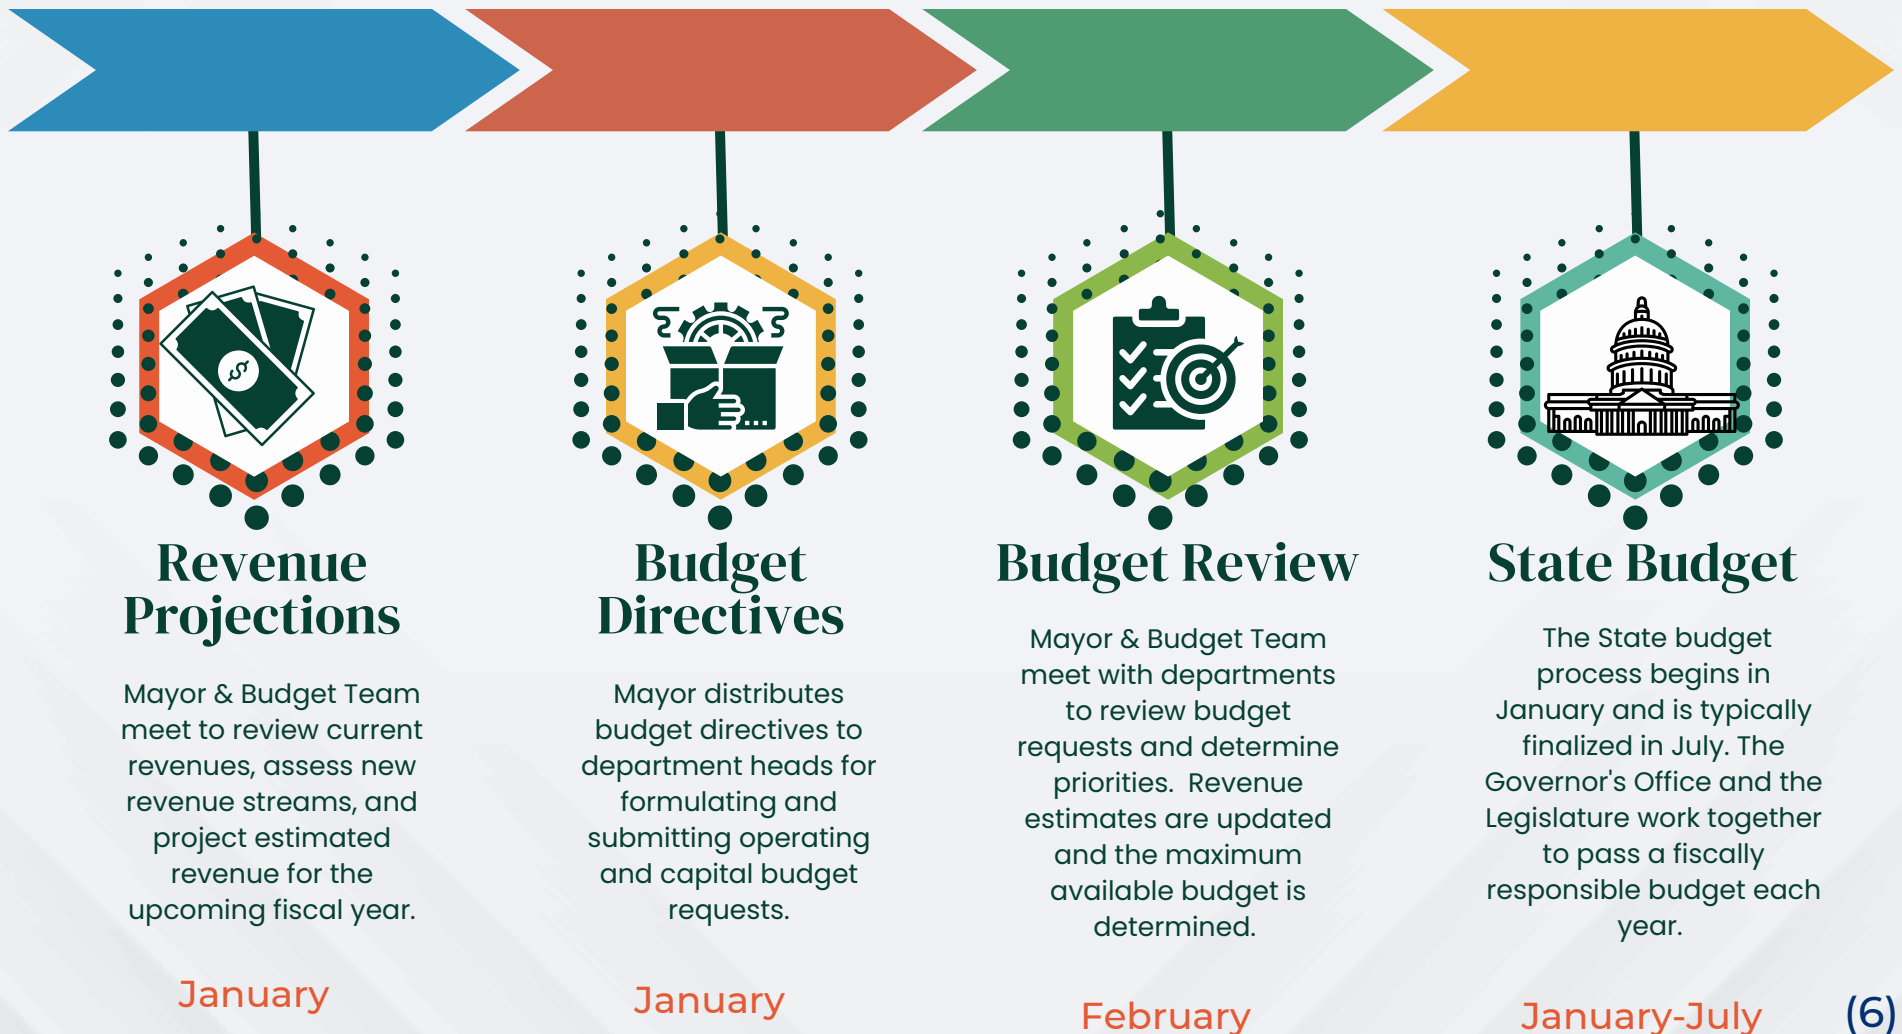 Revenue
Projections
Mayor & Budget Team
meet to review current
revenues, assess new
revenue streams, and
project estimated
revenue for the
upcoming fiscal year.
January
Budget
Directives
Mayor distributes
budget directives to
department heads for
formulating and
submitting operating
and capital budget
requests.
January
Budget Review
Mayor & Budget Team
meet with departments
to review budget
requests and determine
priorities.  Revenue
estimates are updated
and the maximum
available budget is
determined.
February
State Budget
The State budget
process begins in
January and is typically
finalized in July. The
Governor's Office and the
Legislature work together
to pass a fiscally
responsible budget each
year.
January-July
(6)